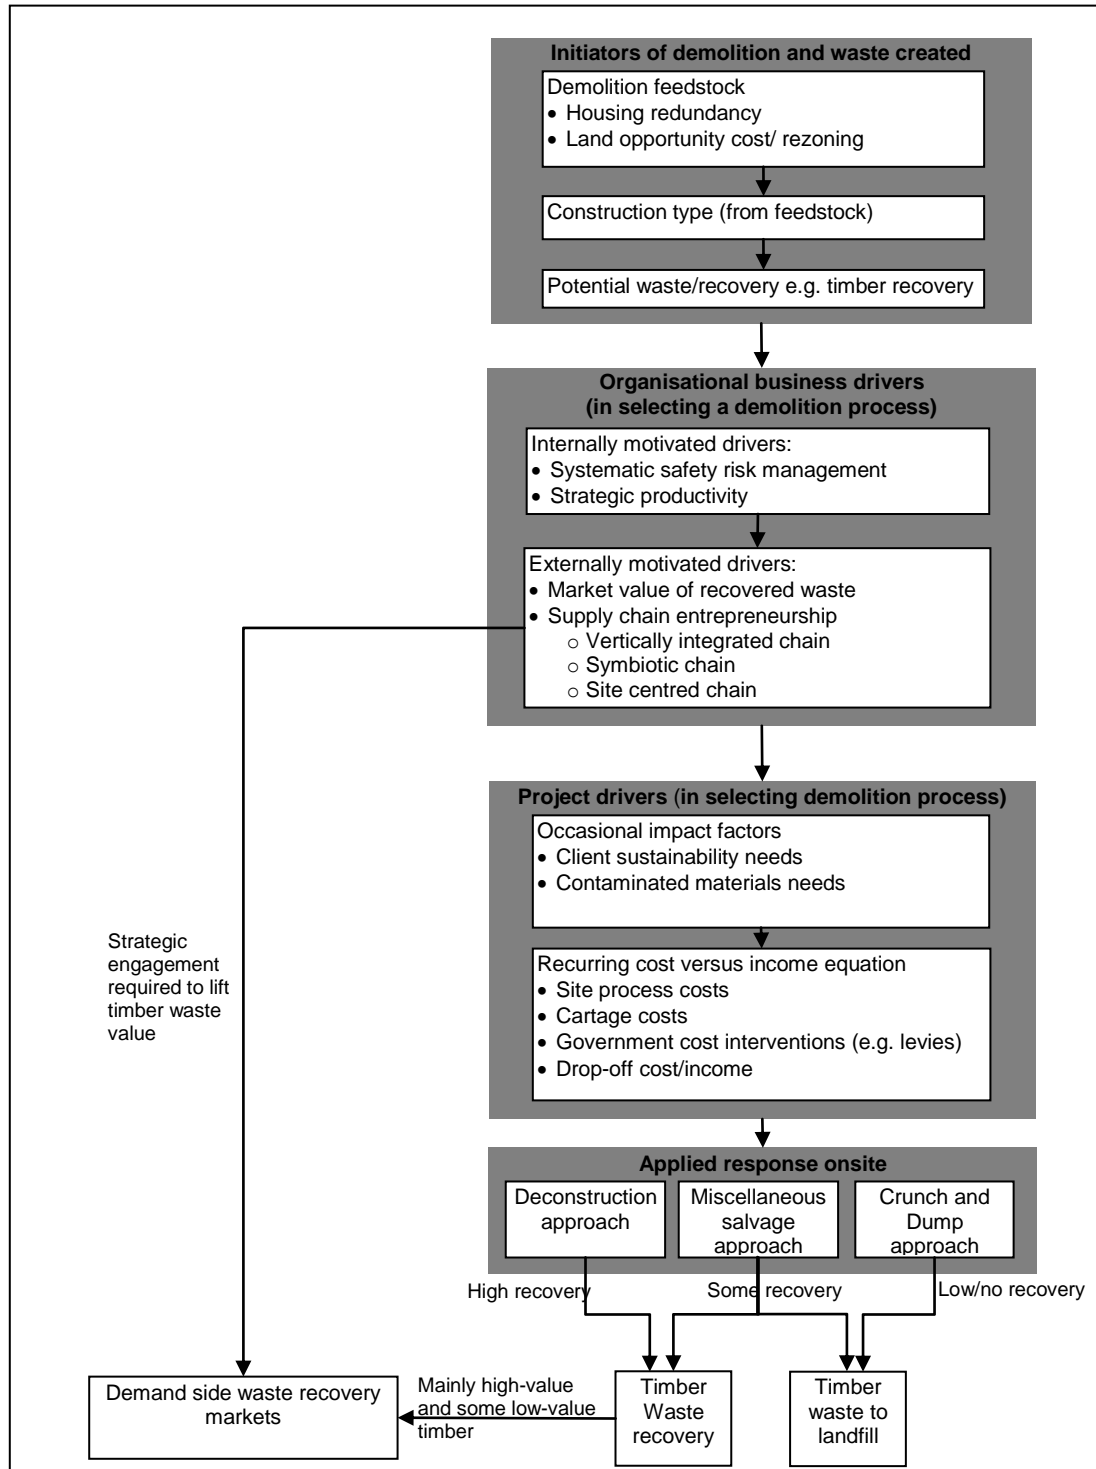 Initiators of demolition and waste created
Demolition feedstock
• Housing redundancy
• Land opportunity cost/ rezoning
Construction type (from feedstock)
Potential waste/recovery e.g. timber recovery
Organisational business drivers
(in selecting a demolition process)
Internally motivated drivers:
• Systematic safety risk management
• Strategic productivity
Externally motivated drivers:
• Market value of recovered waste
• Supply chain entrepreneurship
o Vertically integrated chain
o Symbiotic chain
o Site centred chain
Project drivers (in selecting demolition process)
Occasional impact factors
• Client sustainability needs
• Contaminated materials needs
Recurring cost versus income equation
• Site process costs
• Cartage costs
• Government cost interventions (e.g. levies)
• Drop-off cost/income
Strategic
engagement
required to lift
timber waste
value
Applied response onsite
Deconstruction
approach
Miscellaneous
salvage
approach
Crunch and
Dump
approach
High recovery
Some recovery
Low/no recovery
Demand side waste recovery
markets
Mainly high-value
and some low-value
timber
Timber
Waste
recovery
Timber
waste to
landfill